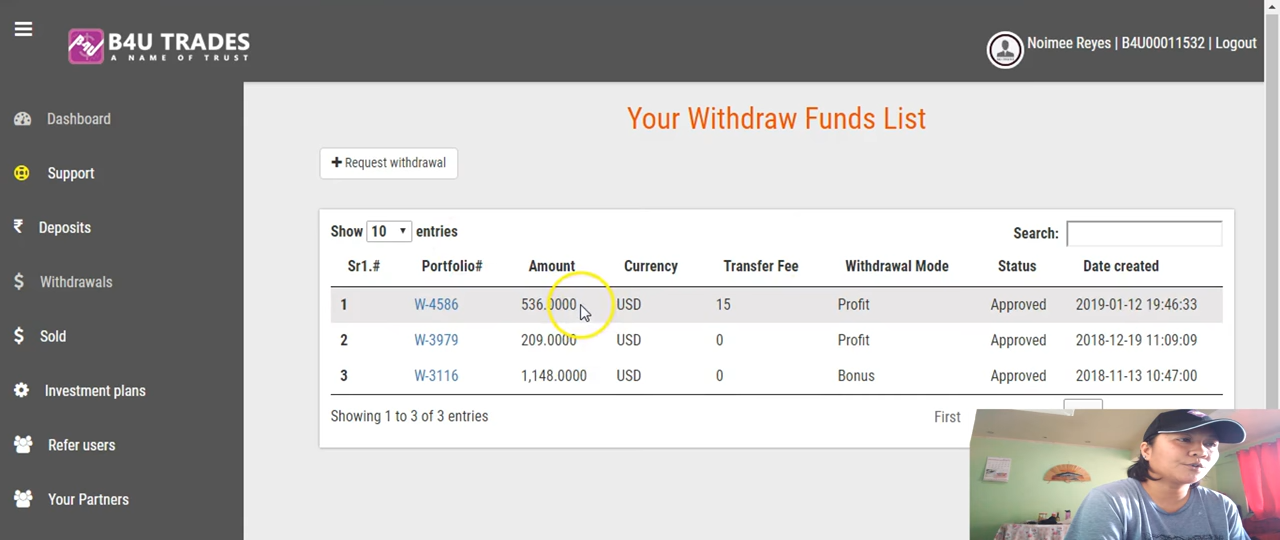 B4U TRADES
A NAME OF TRUST
Noimee Reyes | B4U00011532 | Logout
Dashboard
Support
Deposits
Withdrawals
Sold
Investment plans
Refer users
Your Partners
Your Withdraw Funds List
+ Request withdrawal
Show 10 entries
Search:
Sr1.# Portfolio# Amount Currency Transfer Fee Withdrawal Mode Status Date created
1 W-4586 536.0000 USD 15 Profit Approved 2019-01-12 19:46:33
2 W-3979 209.0000 USD 0 Profit Approved 2018-12-19 11:09:09
3 W-3116 1,148.0000 USD 0 Bonus Approved 2018-11-13 10:47:00
Showing 1 to 3 of 3 entries
First